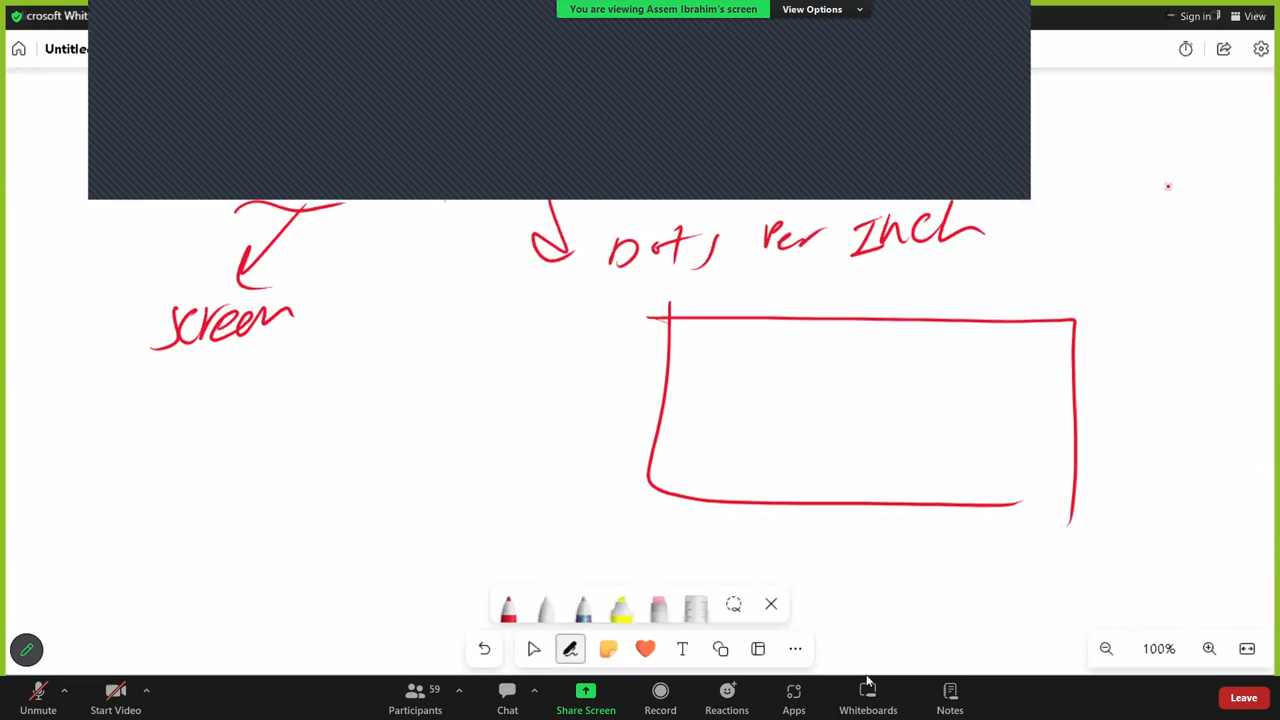 You are viewing Assem Ibrahim's screen View Options
crosoft Whit Sign in View
Untitle
Dots Per Inch
screen
100%
Unmute Start Video 59 Participants Chat Share Screen Record Reactions Apps Whiteboards Notes Leave